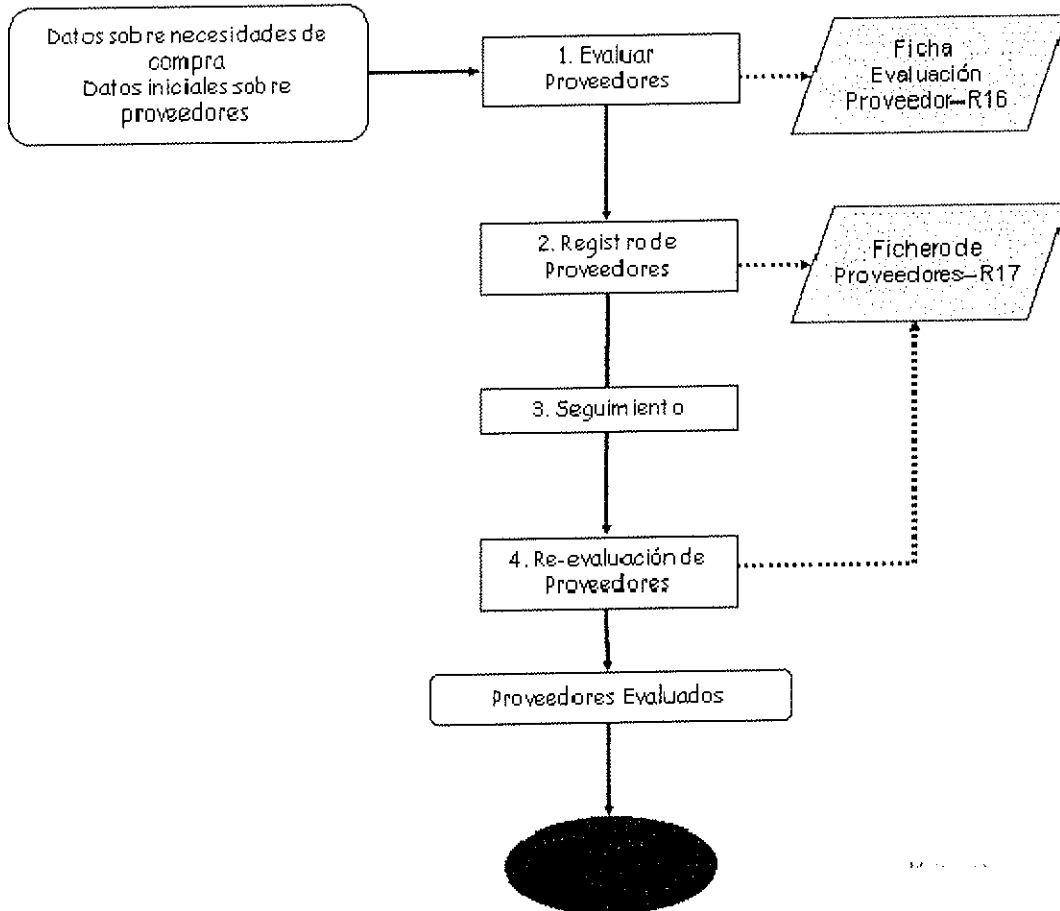 Datos sobre necesidades de
compra
Datos iniciales sobre
proveedores
1. Evaluar
Proveedores
Ficha
Evaluación
Proveedor–R16
2. Registro de
Proveedores
Fichero de
Proveedores–R17
3. Seguimiento
4. Re-evaluación de
Proveedores
Proveedores Evaluados